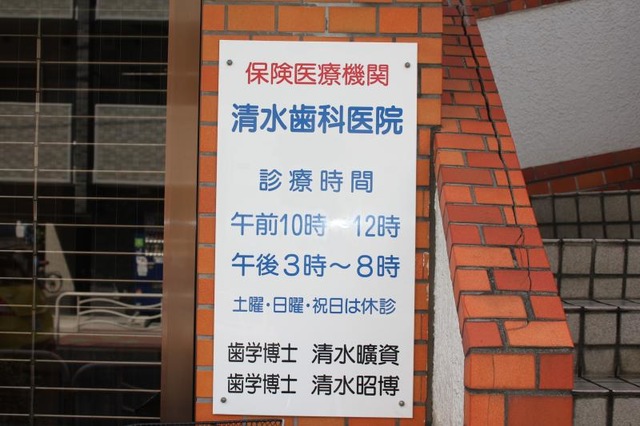 保険医療機関
清水歯科医院
診療時間
午前10時～12時
午後3時～8時
土曜・日曜・祝日は休診
歯学博士 清水曠資
歯学博士 清水昭博